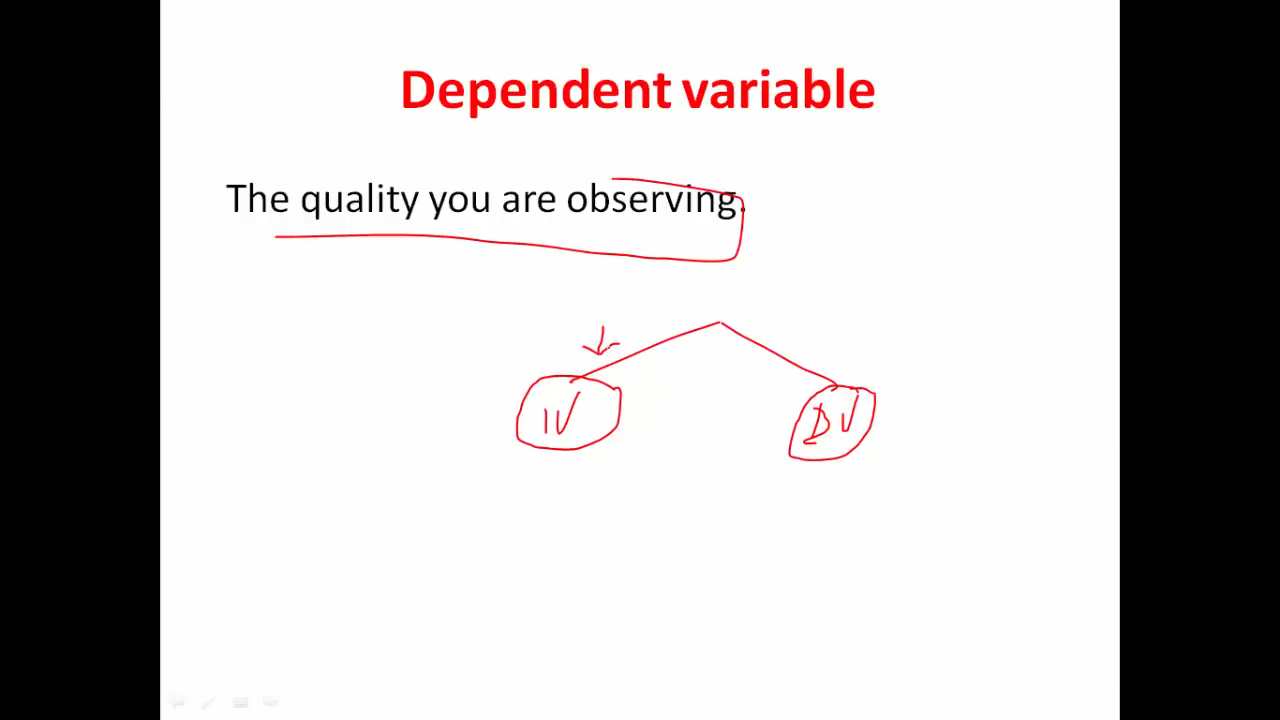 Dependent variable
The quality you are observing.
IV
DV